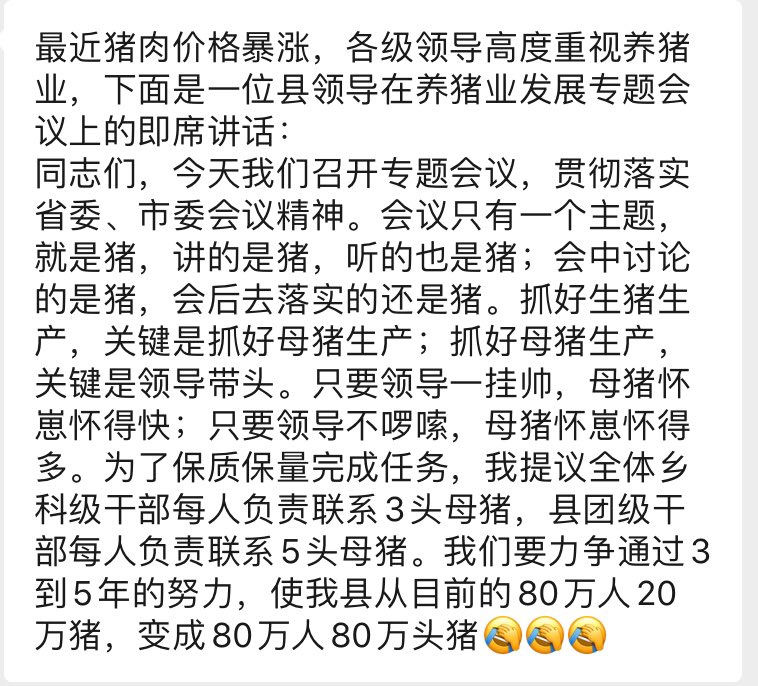 最近猪肉价格暴涨，各级领导高度重视养猪
业，下面是一位县领导在养猪业发展专题会
议上的即席讲话：
同志们，今天我们召开专题会议，贯彻落实
省委、市委会议精神。会议只有一个主题，
就是猪，讲的是猪，听的也是猪；会中讨论
的是猪，会后去落实的还是猪。抓好生猪生
产，关键是抓好母猪生产；抓好母猪生产，
关键是领导带头。只要领导一挂帅，母猪怀
崽怀得快；只要领导不啰嗦，母猪怀崽怀得
多。为了保质保量完成任务，我提议全体乡
科级干部每人负责联系3头母猪，县团级干
部每人负责联系5头母猪。我们要力争通过3
到5年的努力，使我县从目前的80万人20
万猪，变成80万人80万头猪🤣🤣🤣